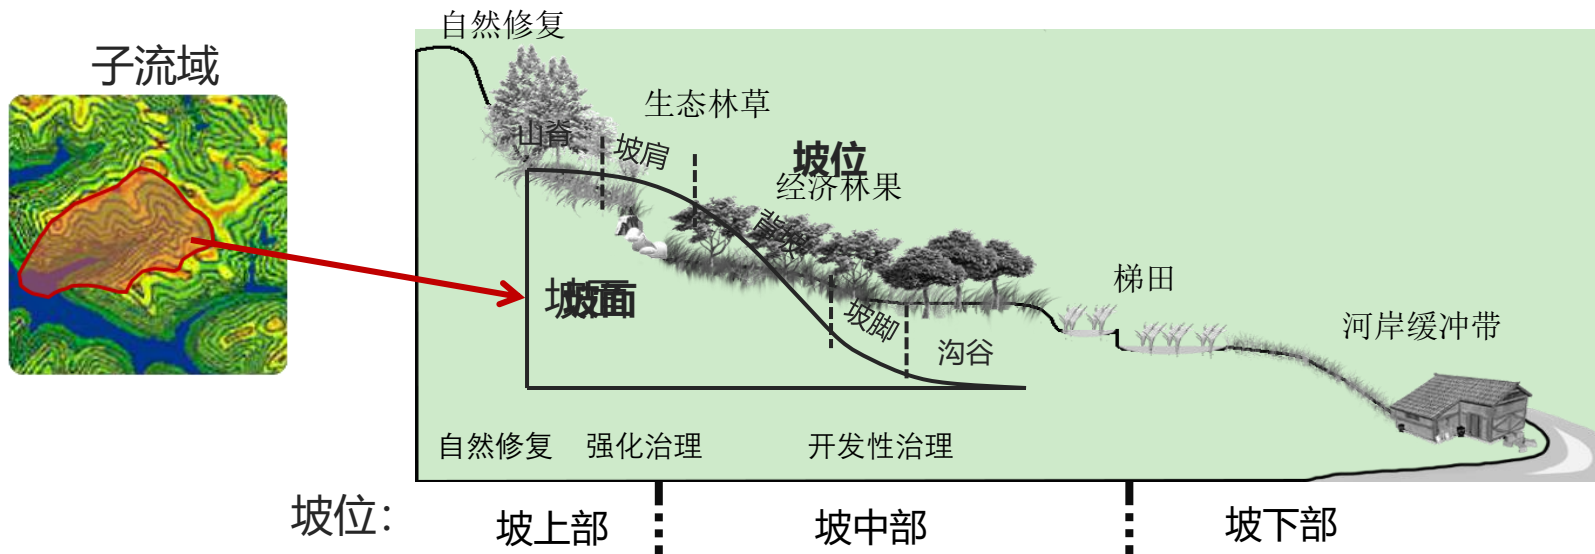 自然修复
子流域
生态林草
山脊
坡肩
坡位
经济林果
背坡
坡面
坡面
梯田
坡脚
河岸缓冲带
沟谷
自然修复
强化治理
开发性治理
坡位：
坡上部
坡中部
坡下部